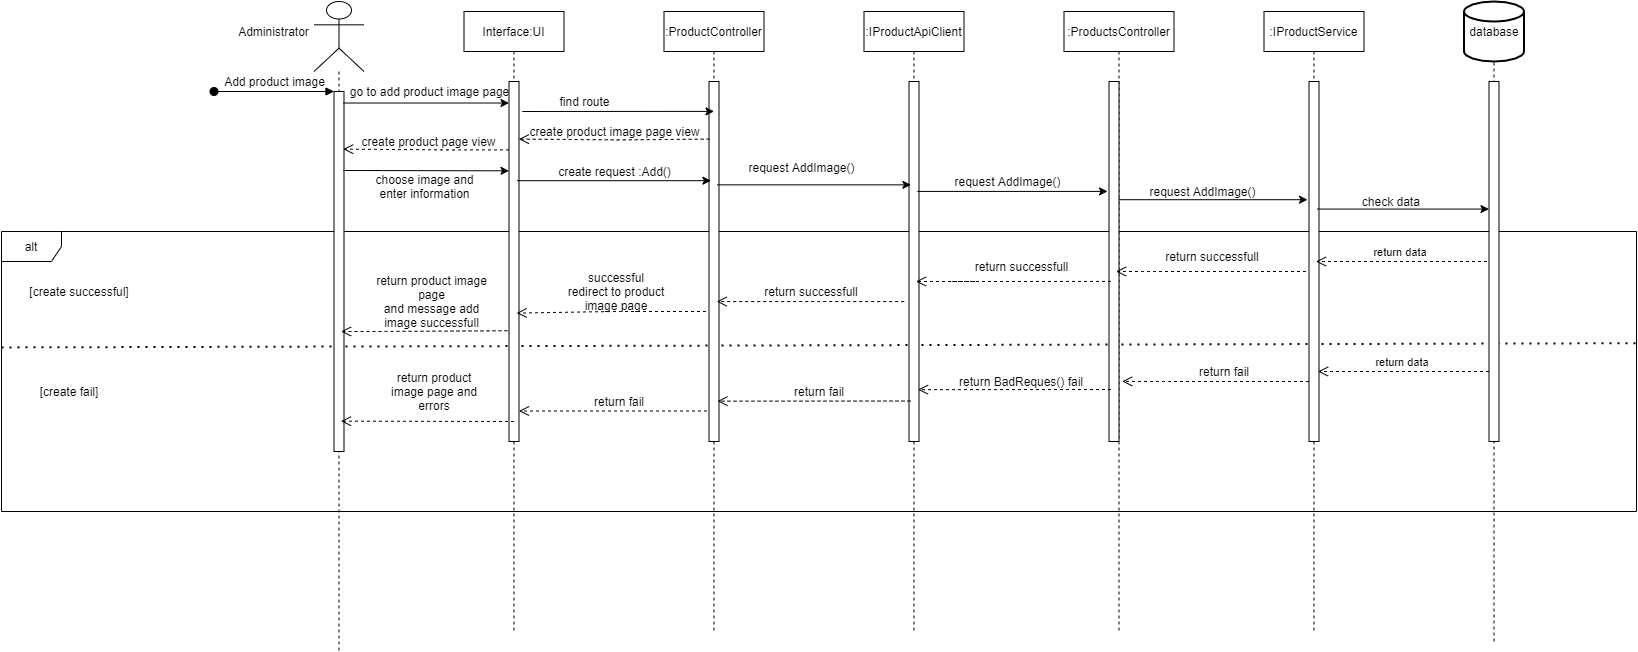 Administrator
Interface:UI
:ProductController
:IProductApiClient
:ProductsController
:IProductService
database
Add product image
go to add product image page
find route
create product image page view
create product page view
choose image and
enter information
create request :Add()
request AddImage()
request AddImage()
request AddImage()
check data
alt
[create successful]
return data
return successfull
return successfull
return successfull
successful
redirect to product
image page
return product image
page
and message add
image successfull
[create fail]
return data
return fail
return BadReques() fail
return fail
return fail
return product
image page and
errors